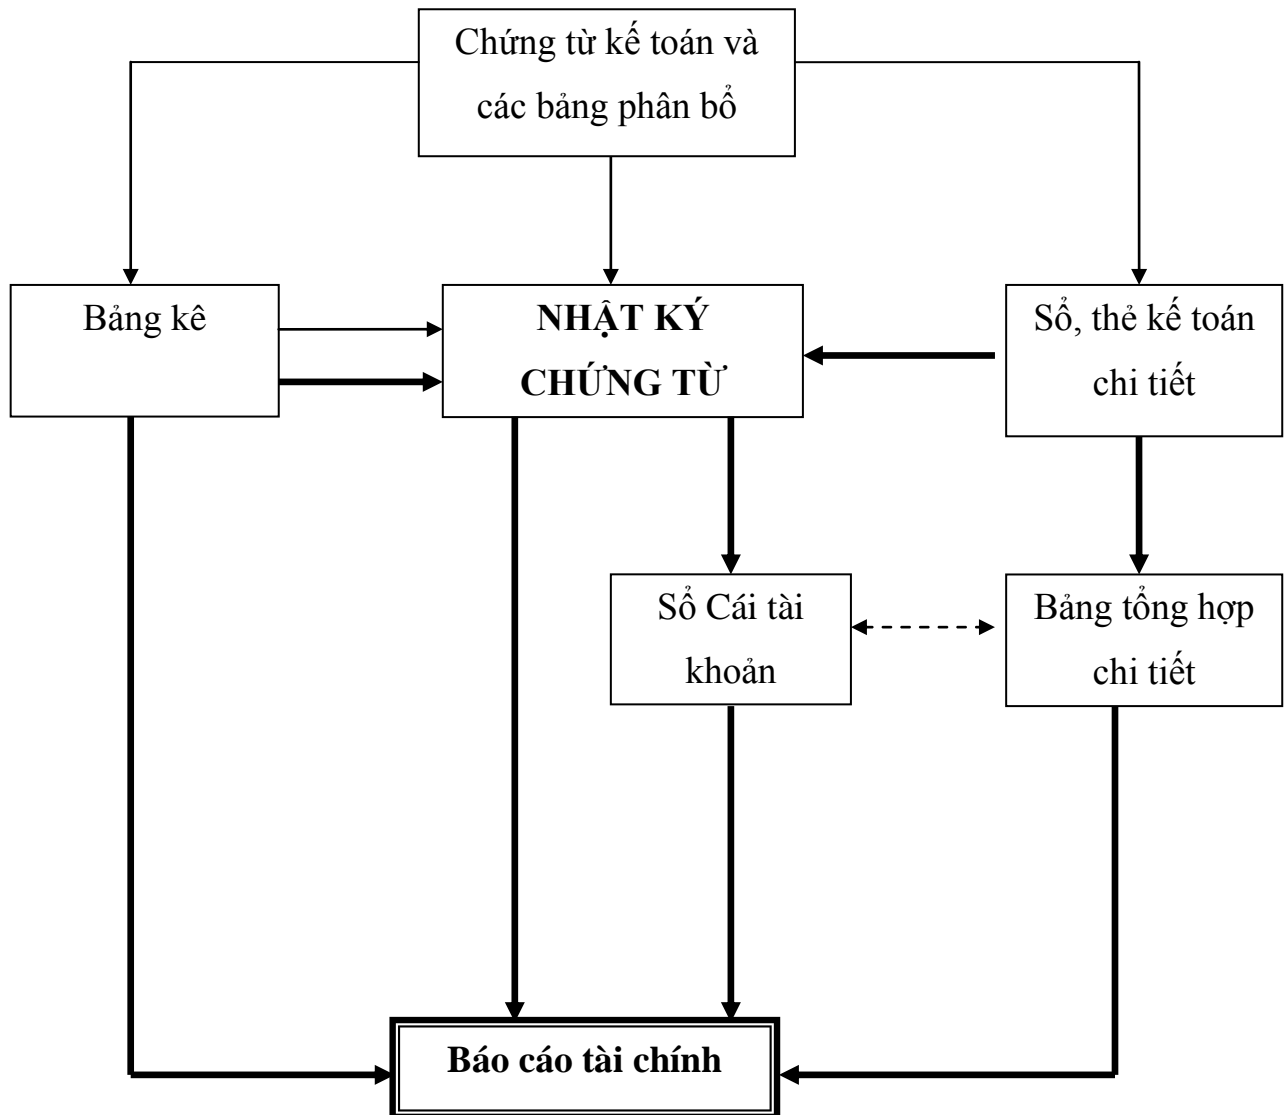 Chứng từ kế toán và
các bảng phân bổ
Bảng kê
NHẬT KÝ
CHỨNG TỪ
Sổ, thẻ kế toán
chi tiết
Sổ Cái tài
khoản
Bảng tổng hợp
chi tiết
Báo cáo tài chính